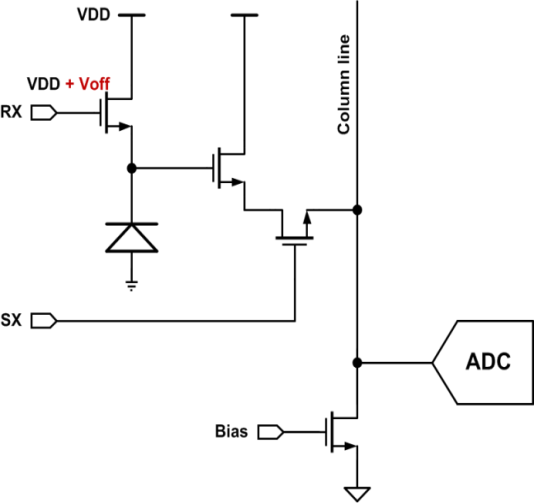 VDD
VDD + Voff
RX
Column line
SX
ADC
Bias